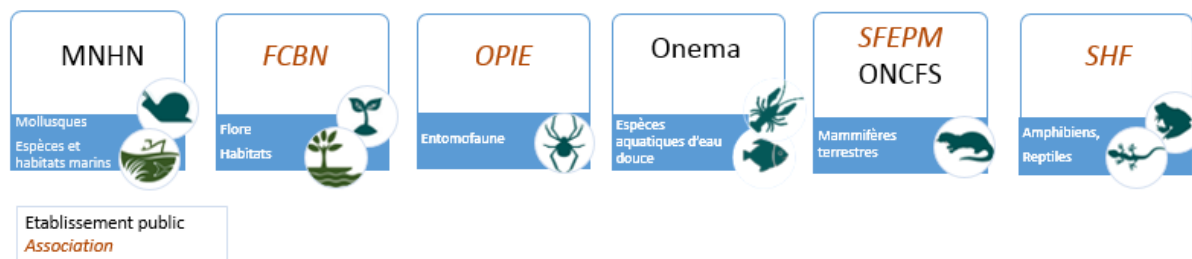 MNHN
Mollusques
Espèces et
habitats marins
FCBN
Flore
Habitats
OPIE
Entomofaune
Onema
Espèces
aquatiques d'eau
douce
SFEPM
ONCFS
Mammifères
terrestres
SHF
Amphibiens,
Reptiles
Etablissement public
Association